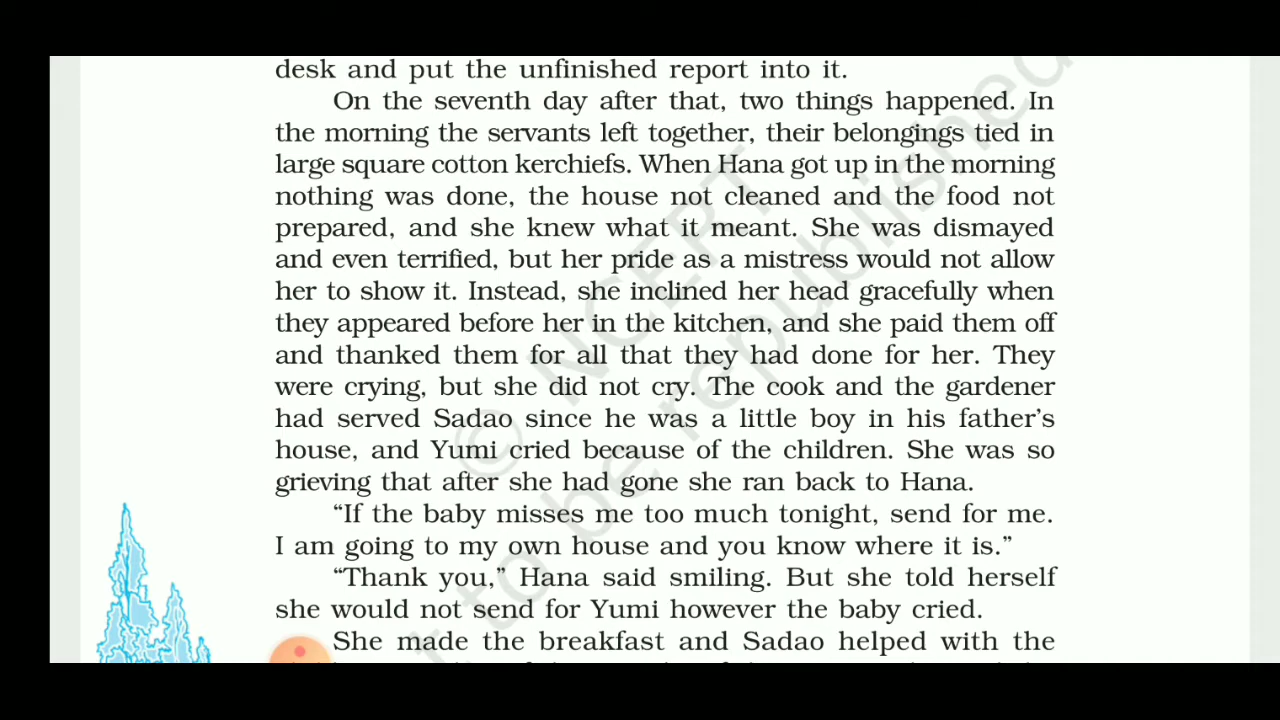 desk and put the unfinished report into it.
On the seventh day after that, two things happened. In
the morning the servants left together, their belongings tied in
large square cotton kerchiefs. When Hana got up in the morning
nothing was done, the house not cleaned and the food not
prepared, and she knew what it meant. She was dismayed
and even terrified, but her pride as a mistress would not allow
her to show it. Instead, she inclined her head gracefully when
they appeared before her in the kitchen, and she paid them off
and thanked them for all that they had done for her. They
were crying, but she did not cry. The cook and the gardener
had served Sadao since he was a little boy in his father’s
house, and Yumi cried because of the children. She was so
grieving that after she had gone she ran back to Hana.
“If the baby misses me too much tonight, send for me.
I am going to my own house and you know where it is.”
“Thank you,” Hana said smiling. But she told herself
she would not send for Yumi however the baby cried.
She made the breakfast and Sadao helped with the
© NCERT
to be republished